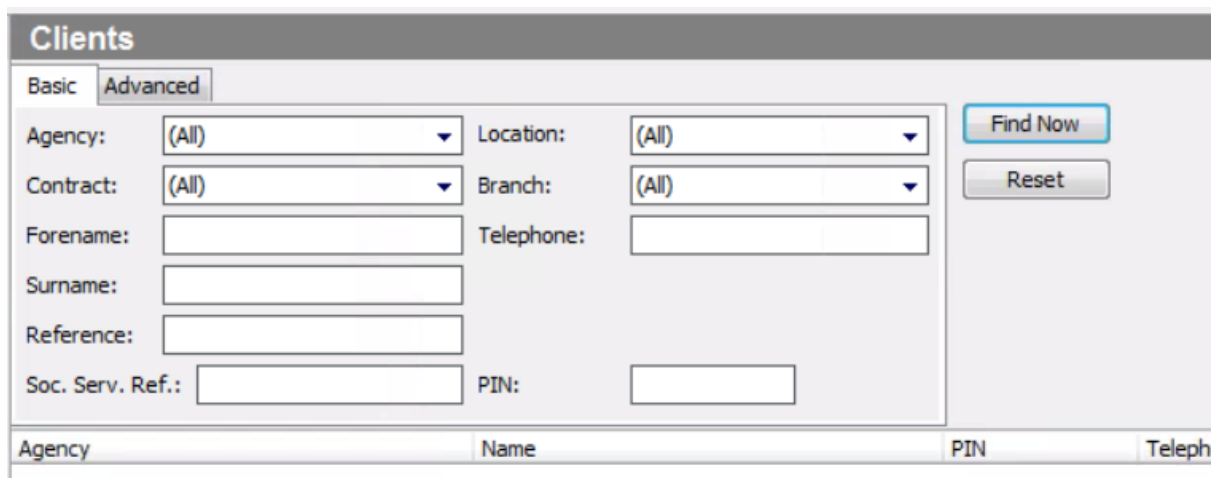 Clients
Basic Advanced
Agency: (All) Location: (All) Find Now
Contract: (All) Branch: (All) Reset
Forename: Telephone:
Surname:
Reference:
Soc. Serv. Ref.: PIN:
Agency Name PIN Teleph